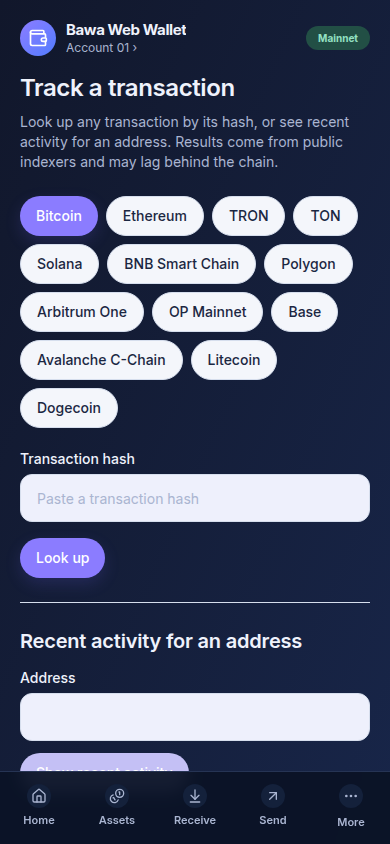 Bawa Web Wallet
Account 01 ›
Mainnet
Track a transaction
Look up any transaction by its hash, or see recent
activity for an address. Results come from public
indexers and may lag behind the chain.
Bitcoin Ethereum TRON TON
Solana BNB Smart Chain Polygon
Arbitrum One OP Mainnet Base
Avalanche C-Chain Litecoin
Dogecoin
Transaction hash
Paste a transaction hash
Look up
Recent activity for an address
Address
Show recent activity
Home Assets Receive Send More